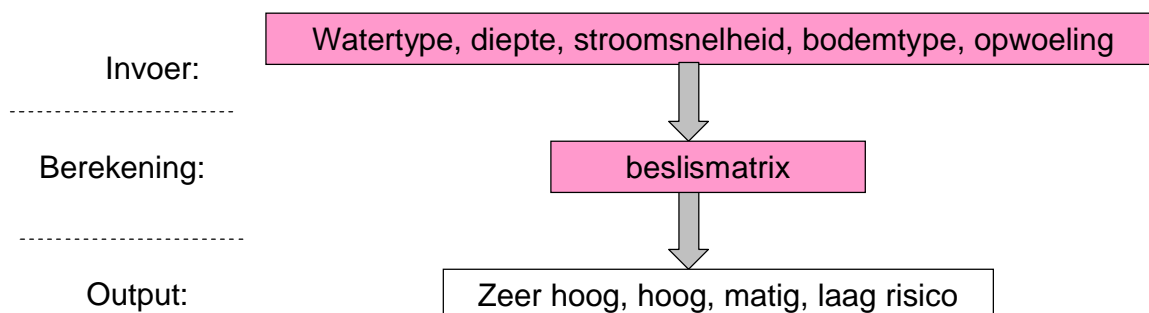 Watertype, diepte, stroomsnelheid, bodemtype, opwoeling
Invoer:
Berekening:
beslismatrix
Output:
Zeer hoog, hoog, matig, laag risico